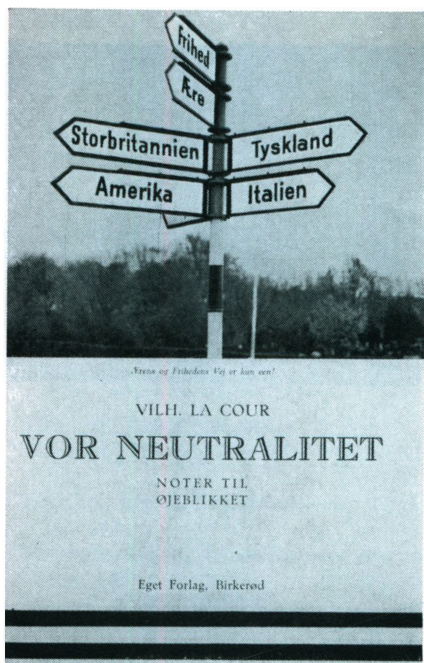 Frihed
Ære
Storbritannien
Tyskland
Amerika
Italien
Ærens og Frihedens Vej er kun een!
VILH. LA COUR
VOR NEUTRALITET
NOTER TIL
ØJEBLIKKET
Eget Forlag, Birkerød